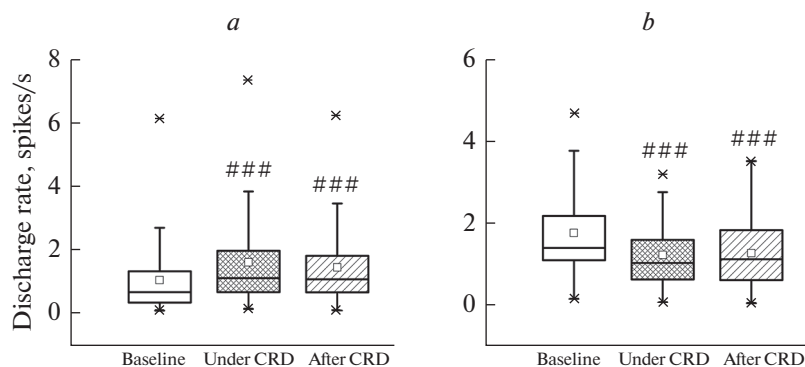 a
b
Discharge rate, spikes/s
8
6
4
2
0
###
###
Baseline
Under CRD
After CRD
6
4
2
0
###
###
Baseline
Under CRD
After CRD